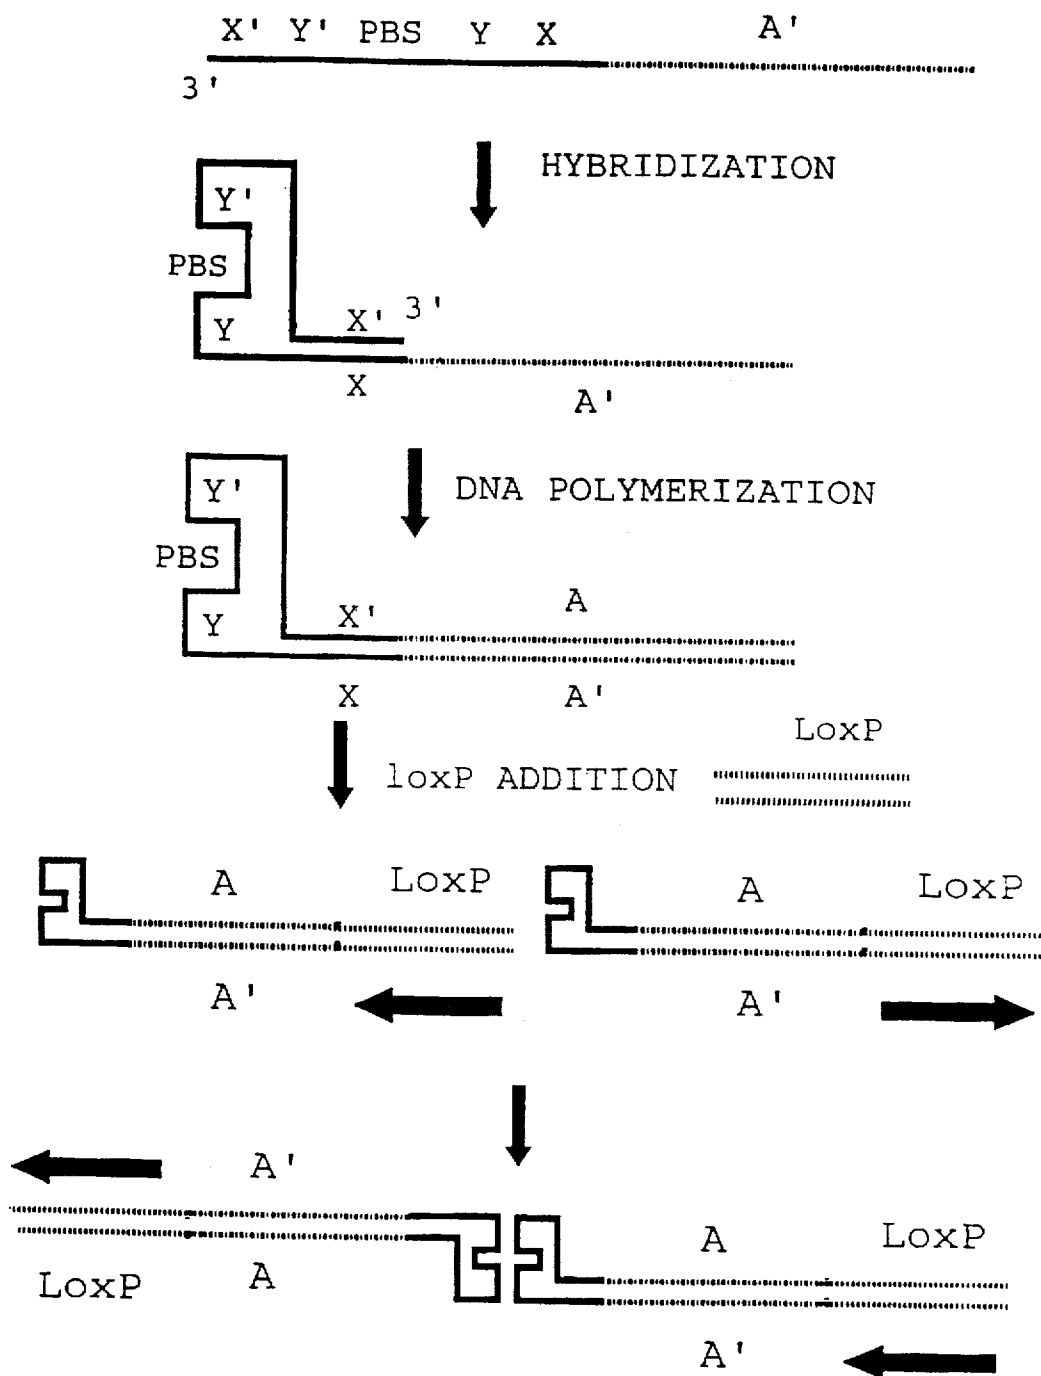 X' Y' PBS Y X A'
3'
HYBRIDIZATION
Y'
PBS
Y X' 3'
X A'
Y' DNA POLYMERIZATION
PBS
Y X' A
X A'
LoxP
loxP ADDITION
A LoxP A LoxP
A' A'
A'
A LoxP
LoxP A
A'